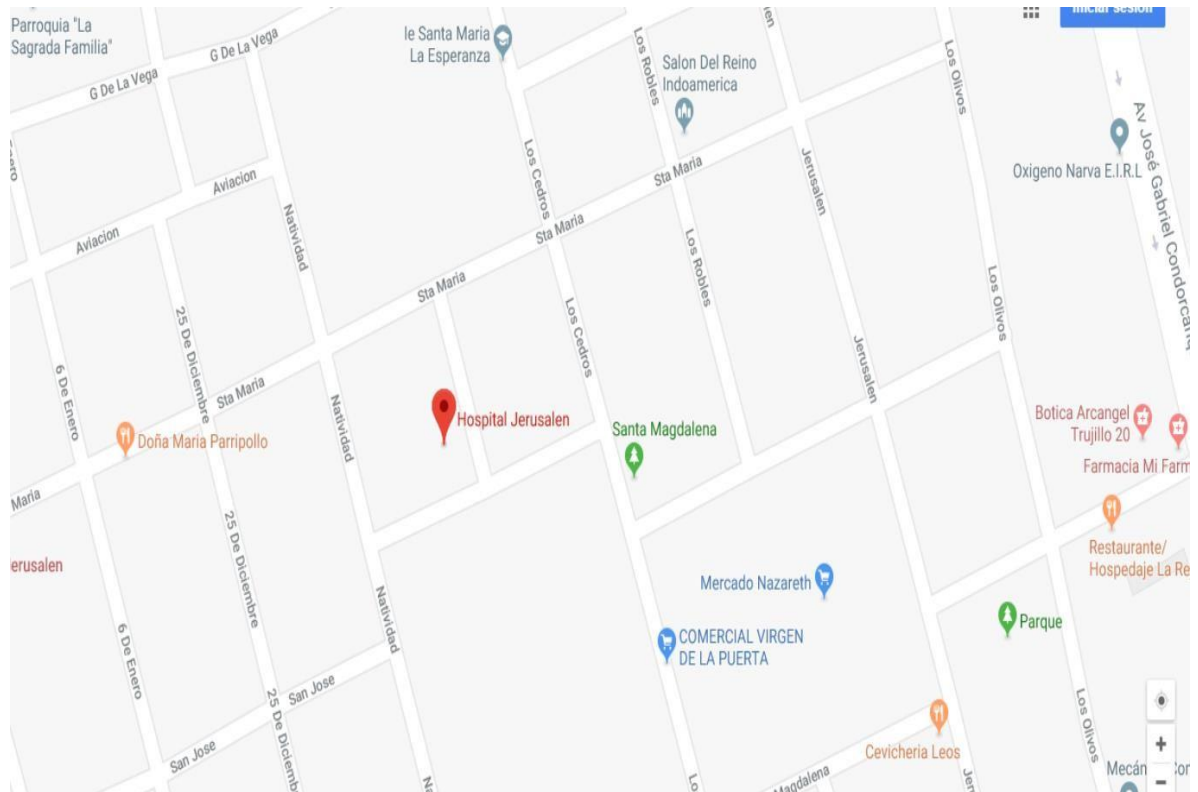 Parroquia "La
Sagrada Familia"
G De La Vega
G De La Vega
Ie Santa Maria
La Esperanza
Los Robles
Salon Del Reino
Indoamerica
Los Olivos
Iniciar sesión
Av José Gabriel Condorcanq
Oxigeno Narva E.I.R.L
Aviacion
Aviacion
Natividad
Los Cedros
Sta Maria
Sta Maria
Sta Maria
Jerusalen
Los Robles
Los Olivos
25 De Diciembre
Los Cedros
Jerusalen
6 De Enero
Sta Maria
Natividad
Doña Maria Parripollo
Hospital Jerusalen
Santa Magdalena
Botica Arcangel
Trujillo 20
Farmacia Mi Farm
Maria
25 De Diciembre
erusalen
Restaurante/
Hospedaje La Re
Mercado Nazareth
Natividad
Parque
6 De Enero
COMERCIAL VIRGEN
DE LA PUERTA
San Jose
25 De Diciemb
San Jose
Los Olivos
Cevicheria Leos
Magdalena
Na
Lo
Jer
Mecán